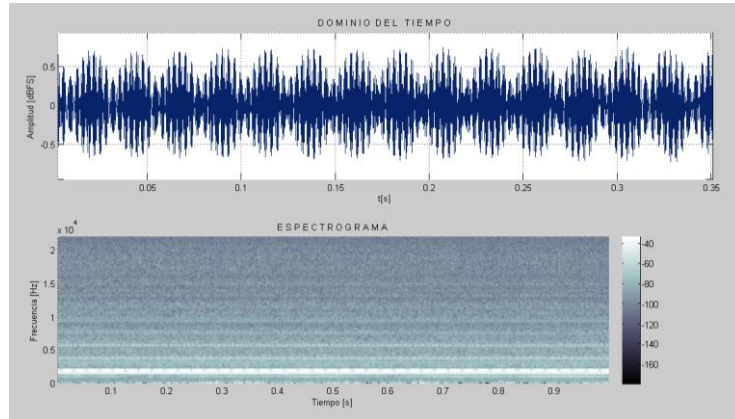 DOMINIO DEL TIEMPO
Amplitud [dBFS]
0.5
0
-0.5
0.05 0.1 0.15 0.2 0.25 0.3 0.35
t[s]
ESPECTROGRAMA
x 10^4
Frecuencia [Hz]
2
1.5
1
0.5
0
0.1 0.2 0.3 0.4 0.5 0.6 0.7 0.8 0.9
Tiempo [s]
-40
-60
-80
-100
-120
-140
-160